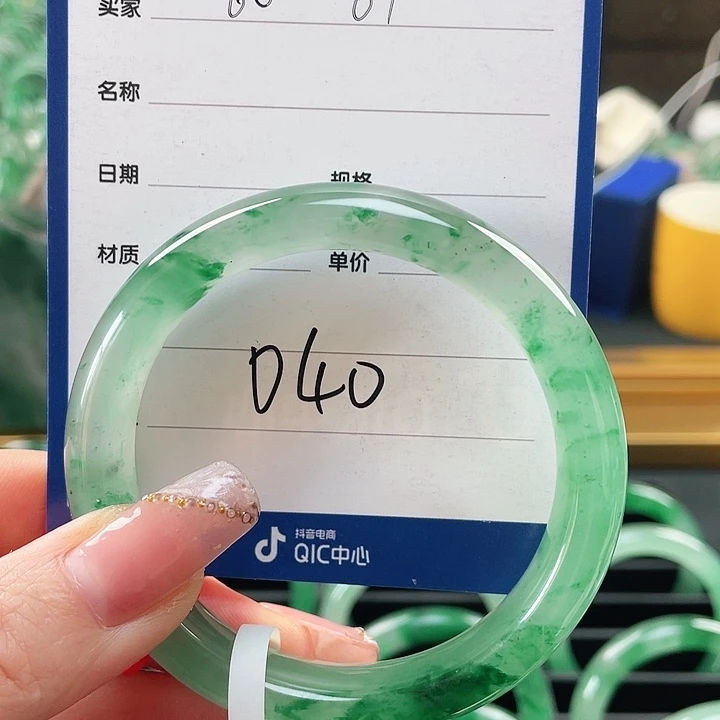 买家
名称
日期 规格
材质 单价
D40
抖音电商
QIC中心